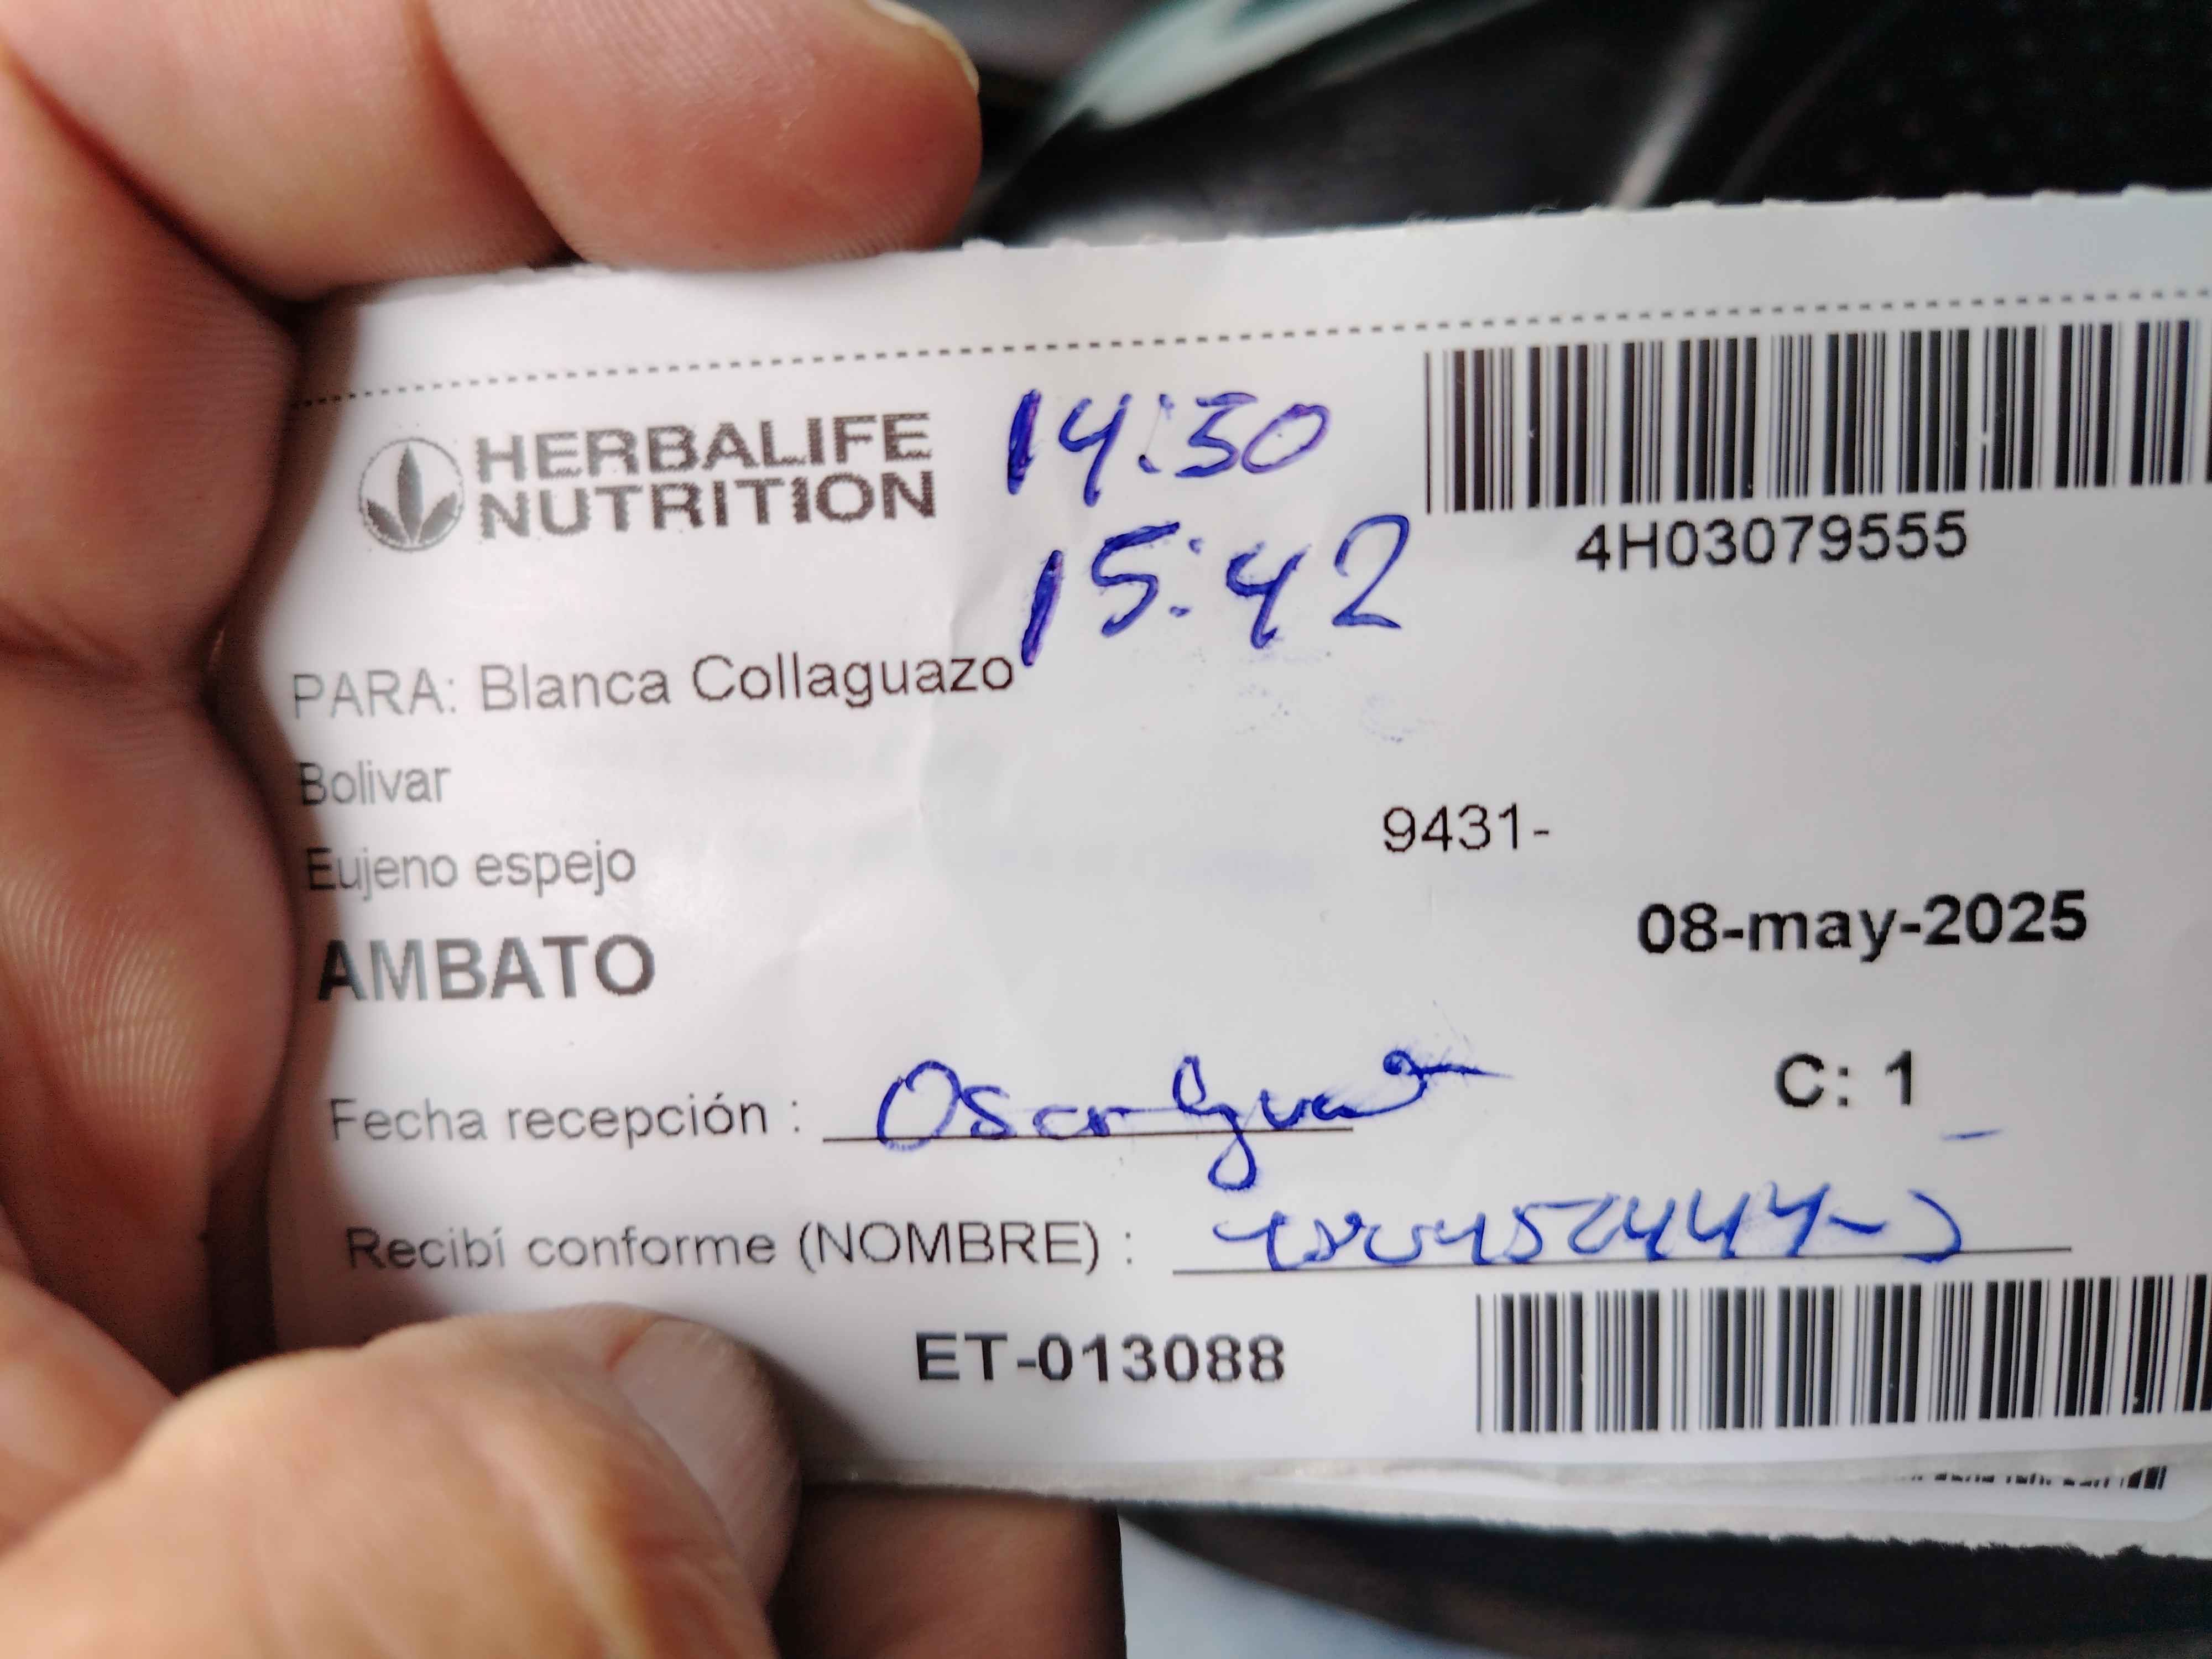 HERBALIFE
NUTRITION
14:30
15:42
4H03079555
PARA: Blanca Collaguazo
Bolivar
9431-
Eujeno espejo
08-may-2025
AMBATO
C: 1
Fecha recepción : Oscar
Recibí conforme (NOMBRE) :
ET-013088